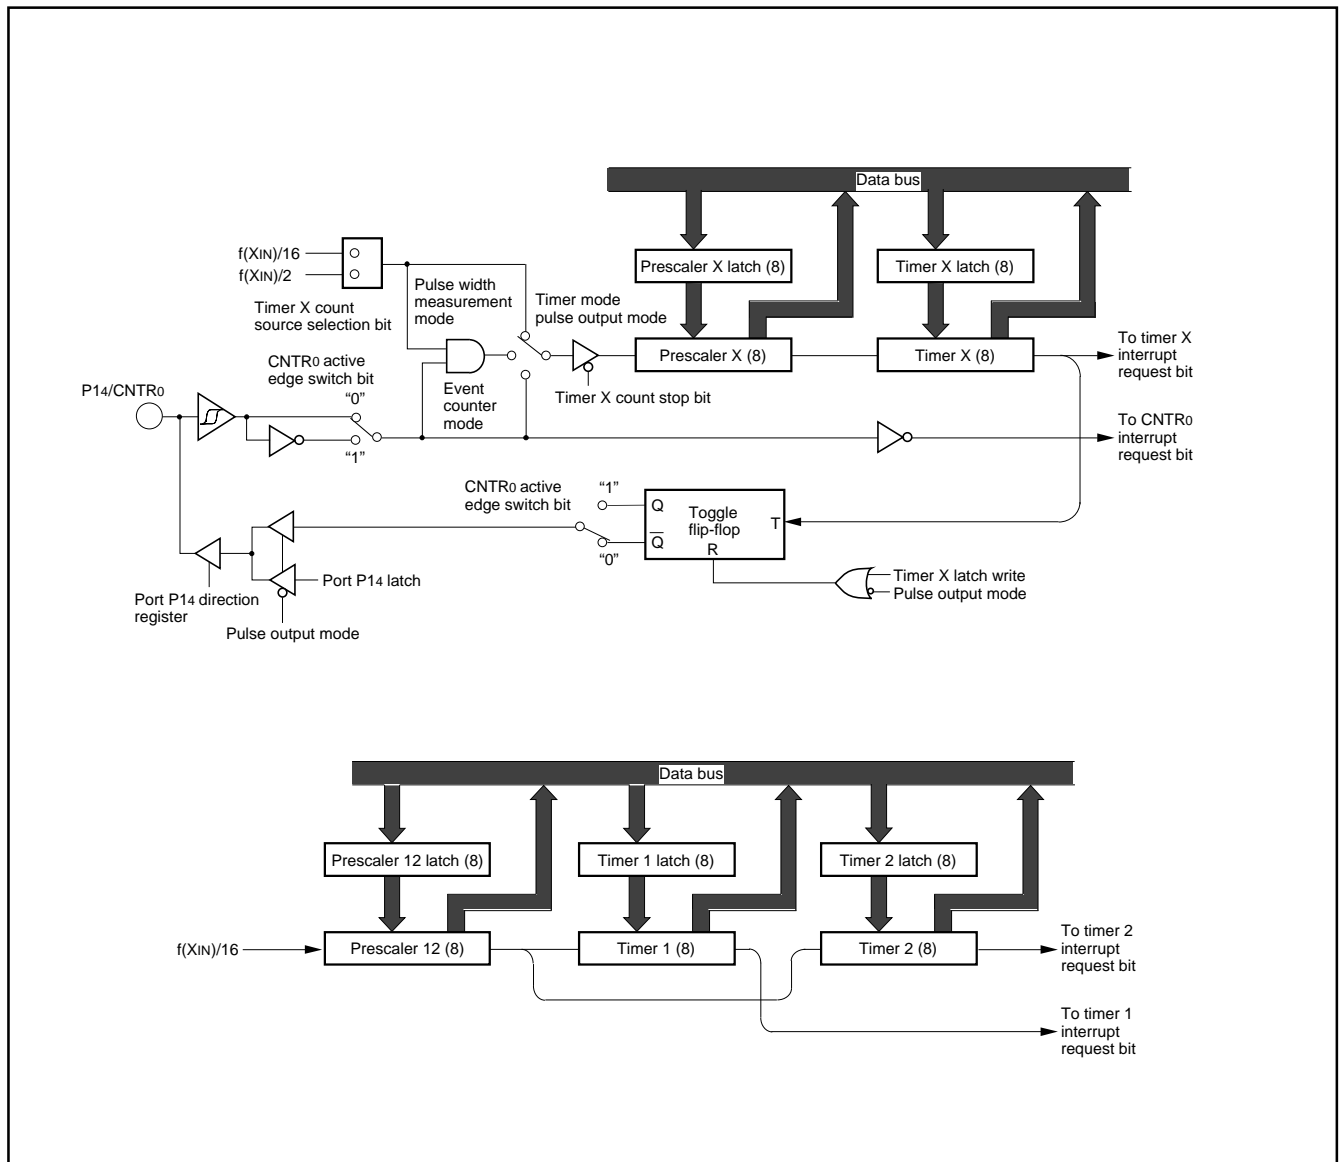 Data bus
f(XIN)/16
f(XIN)/2
Prescaler X latch (8)
Timer X latch (8)
Timer X count
source selection bit
Pulse width
measurement
mode
Timer mode
pulse output mode
Prescaler X (8)
Timer X (8)
To timer X
interrupt
request bit
CNTR0 active
edge switch bit
P14/CNTR0
“0”
“1”
Event
counter
mode
Timer X count stop bit
To CNTR0
interrupt
request bit
CNTR0 active
edge switch bit
“1”
“0”
Q
Q̅
Toggle
flip-flop
T
R
Timer X latch write
Pulse output mode
Port P14 latch
Port P14 direction
register
Pulse output mode
Data bus
Prescaler 12 latch (8)
Timer 1 latch (8)
Timer 2 latch (8)
f(XIN)/16
Prescaler 12 (8)
Timer 1 (8)
Timer 2 (8)
To timer 2
interrupt
request bit
To timer 1
interrupt
request bit